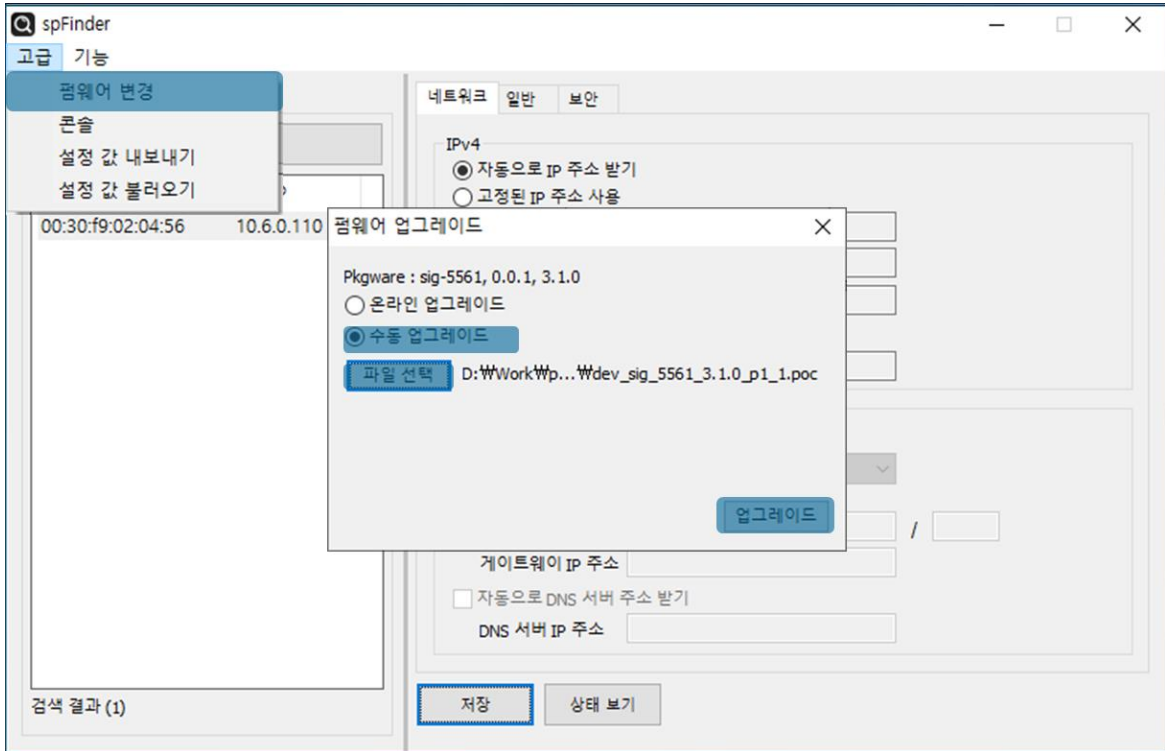 spFinder
고급 기능
펌웨어 변경
콘솔
설정 값 내보내기
설정 값 불러오기
00:30:f9:02:04:56 10.6.0.110
검색 결과 (1)
네트워크 일반 보안
IPv4
자동으로 IP 주소 받기
고정된 IP 주소 사용
펌웨어 업그레이드
Pkgware : sig-5561, 0.0.1, 3.1.0
온라인 업그레이드
수동 업그레이드
파일 선택 D:₩Work₩p...₩dev_sig_5561_3.1.0_p1_1.poc
업그레이드
/
게이트웨이 IP 주소
자동으로 DNS 서버 주소 받기
DNS 서버 IP 주소
저장 상태 보기